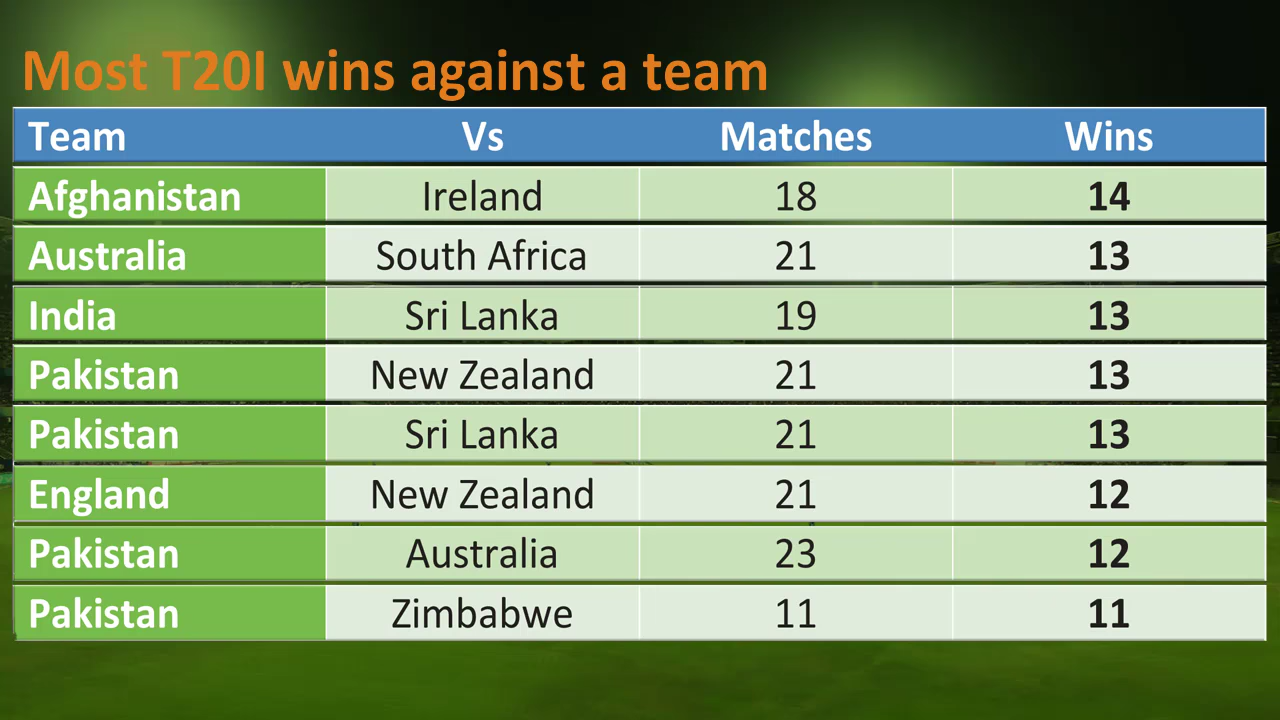 Most T20I wins against a team
Team Vs Matches Wins
Afghanistan Ireland 18 14
Australia South Africa 21 13
India Sri Lanka 19 13
Pakistan New Zealand 21 13
Pakistan Sri Lanka 21 13
England New Zealand 21 12
Pakistan Australia 23 12
Pakistan Zimbabwe 11 11